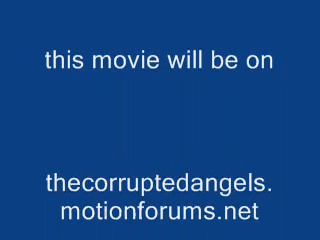 this movie will be on
thecorruptedangels.
motionforums.net